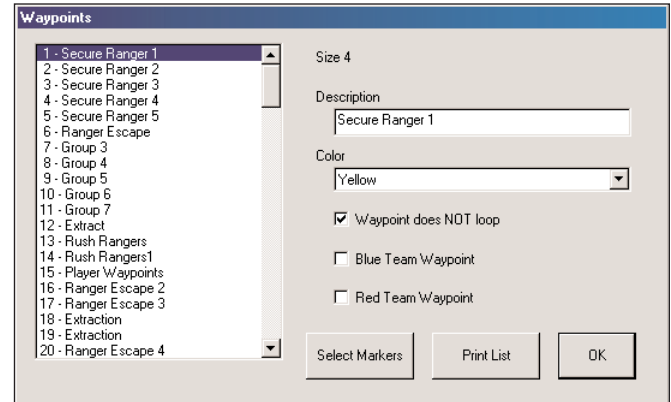 Waypoints
1 - Secure Ranger 1
2 - Secure Ranger 2
3 - Secure Ranger 3
4 - Secure Ranger 4
5 - Secure Ranger 5
6 - Ranger Escape
7 - Group 3
8 - Group 4
9 - Group 5
10 - Group 6
11 - Group 7
12 - Extract
13 - Rush Rangers
14 - Rush Rangers1
15 - Player Waypoints
16 - Ranger Escape 2
17 - Ranger Escape 3
18 - Extraction
19 - Extraction
20 - Ranger Escape 4
Size 4
Description
Secure Ranger 1
Color
Yellow
Waypoint does NOT loop
Blue Team Waypoint
Red Team Waypoint
Select Markers
Print List
OK